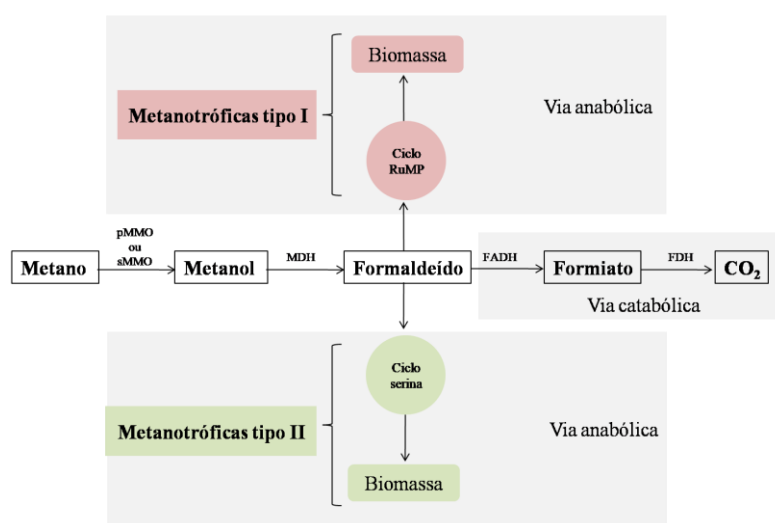 Biomassa
Metanotróficas tipo I
Via anabólica
Ciclo
RuMP
pMMO
ou
sMMO
Metano
Metanol
MDH
Formaldeído
FADH
Formiato
FDH
CO₂
Via catabólica
Ciclo
serina
Metanotróficas tipo II
Via anabólica
Biomassa